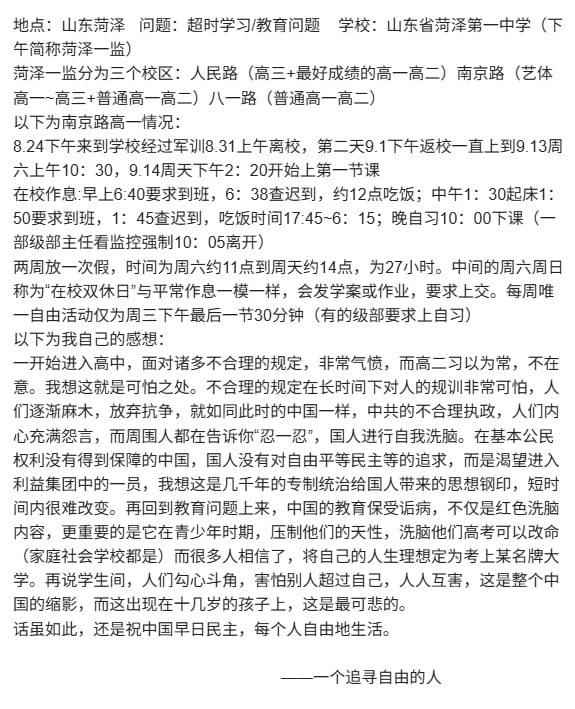 地点：山东菏泽   问题：超时学习/教育问题    学校：山东省菏泽第一中学（下
午简称菏泽一监）
菏泽一监分为三个校区：人民路（高三+最好成绩的高一高二）南京路（艺体
高一~高三+普通高一高二）八一路（普通高一高二）
以下为南京路高一情况：
8.24下午来到学校经过军训8.31上午离校，第二天9.1下午返校一直上到9.13周
六上午10：30，9.14周天下午2：20开始上第一节课
在校作息:早上6:40要求到班，6：38查迟到，约12点吃饭；中午1：30起床1：
50要求到班，1：45查迟到，吃饭时间17:45~6：15；晚自习10：00下课（一
部级部主任看监控强制10：05离开）
两周放一次假，时间为周六约11点到周天约14点，为27小时。中间的周六周日
称为“在校双休日”与平常作息一模一样，会发学案或作业，要求上交。每周唯
一自由活动仅为周三下午最后一节30分钟（有的级部要求上自习）
以下为我自己的感想：
一开始进入高中，面对诸多不合理的规定，非常气愤，而高二习以为常，不在
意。我想这就是可怕之处。不合理的规定在长时间下对人的规训非常可怕，人
们逐渐麻木，放弃抗争，就如同此时的中国一样，中共的不合理执政，人们内
心充满怨言，而周围人都在告诉你“忍一忍”，国人进行自我洗脑。在基本公民
权利没有得到保障的中国，国人没有对自由平等民主等的追求，而是渴望进入
利益集团中的一员，我想这是几千年的专制统治给国人带来的思想钢印，短时
间内很难改变。再回到教育问题上来，中国的教育保受诟病，不仅是红色洗脑
内容，更重要的是它在青少年时期，压制他们的天性，洗脑他们高考可以改命
（家庭社会学校都是）而很多人相信了，将自己的人生理想定为考上某名牌大
学。再说学生间，人们勾心斗角，害怕别人超过自己，人人互害，这是整个中
国的缩影，而这出现在十几岁的孩子上，这是最可悲的。
话虽如此，还是祝中国早日民主，每个人自由地生活。
——一个追寻自由的人